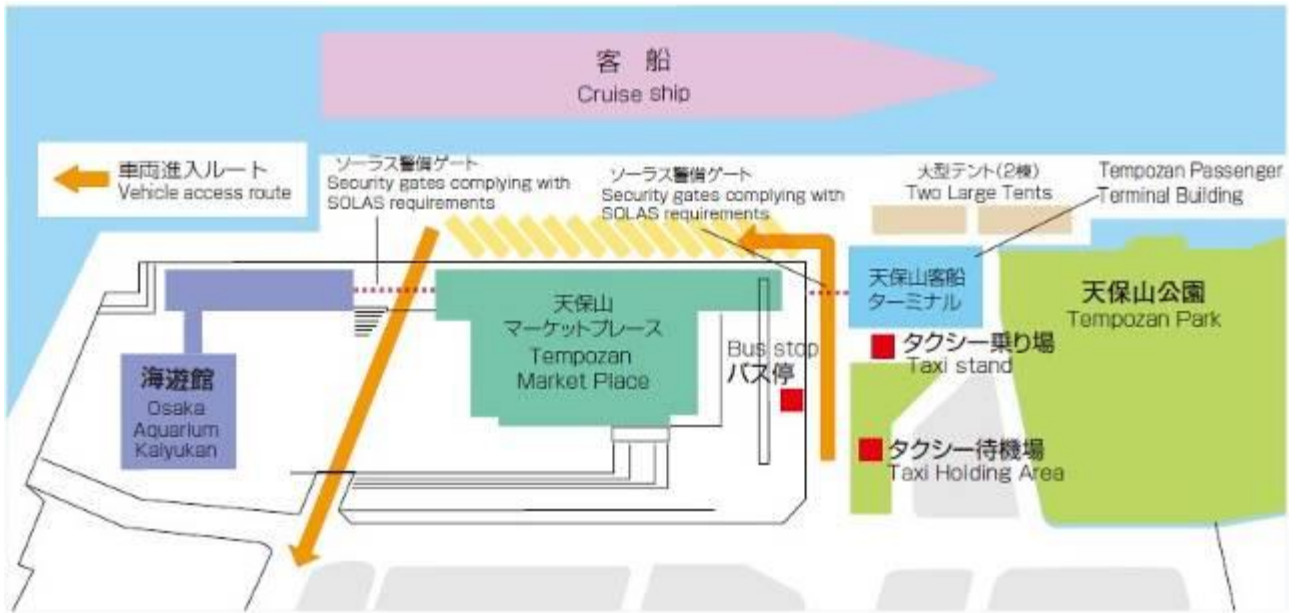 客 船
Cruise ship
車両進入ルート
Vehicle access route
ソーラス警備ゲート
Security gates complying with
SOLAS requirements
ソーラス警備ゲート
Security gates complying with
SOLAS requirements
大型テント(2棟)
Two Large Tents
Tempozan Passenger
Terminal Building
天保山客船
ターミナル
天保山公園
Tempozan Park
天保山
マーケットプレース
Tempozan
Market Place
Bus stop
バス停
タクシー乗り場
Taxi stand
海遊館
Osaka
Aquarium
Kaiyukan
タクシー待機場
Taxi Holding Area